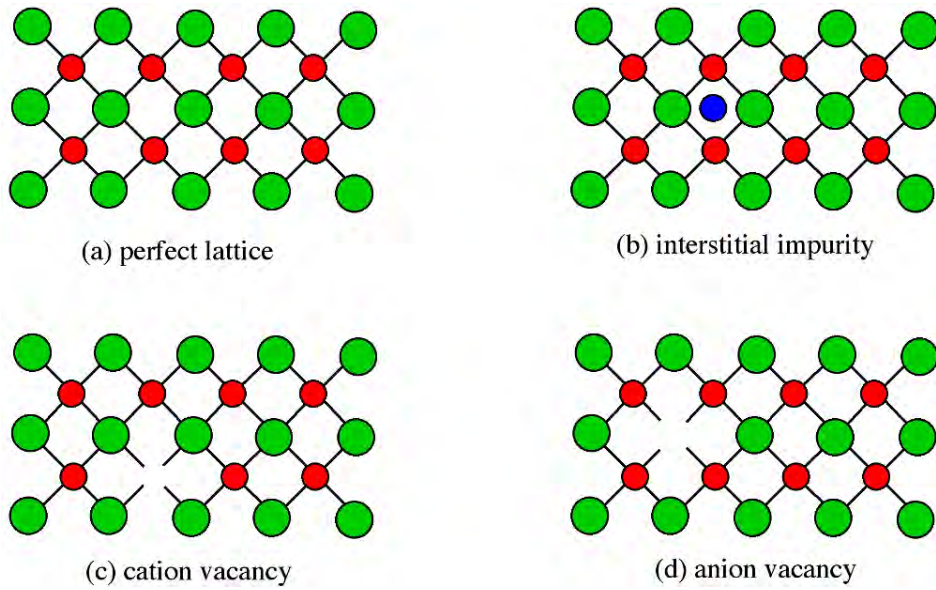 (a) perfect lattice
(b) interstitial impurity
(c) cation vacancy
(d) anion vacancy